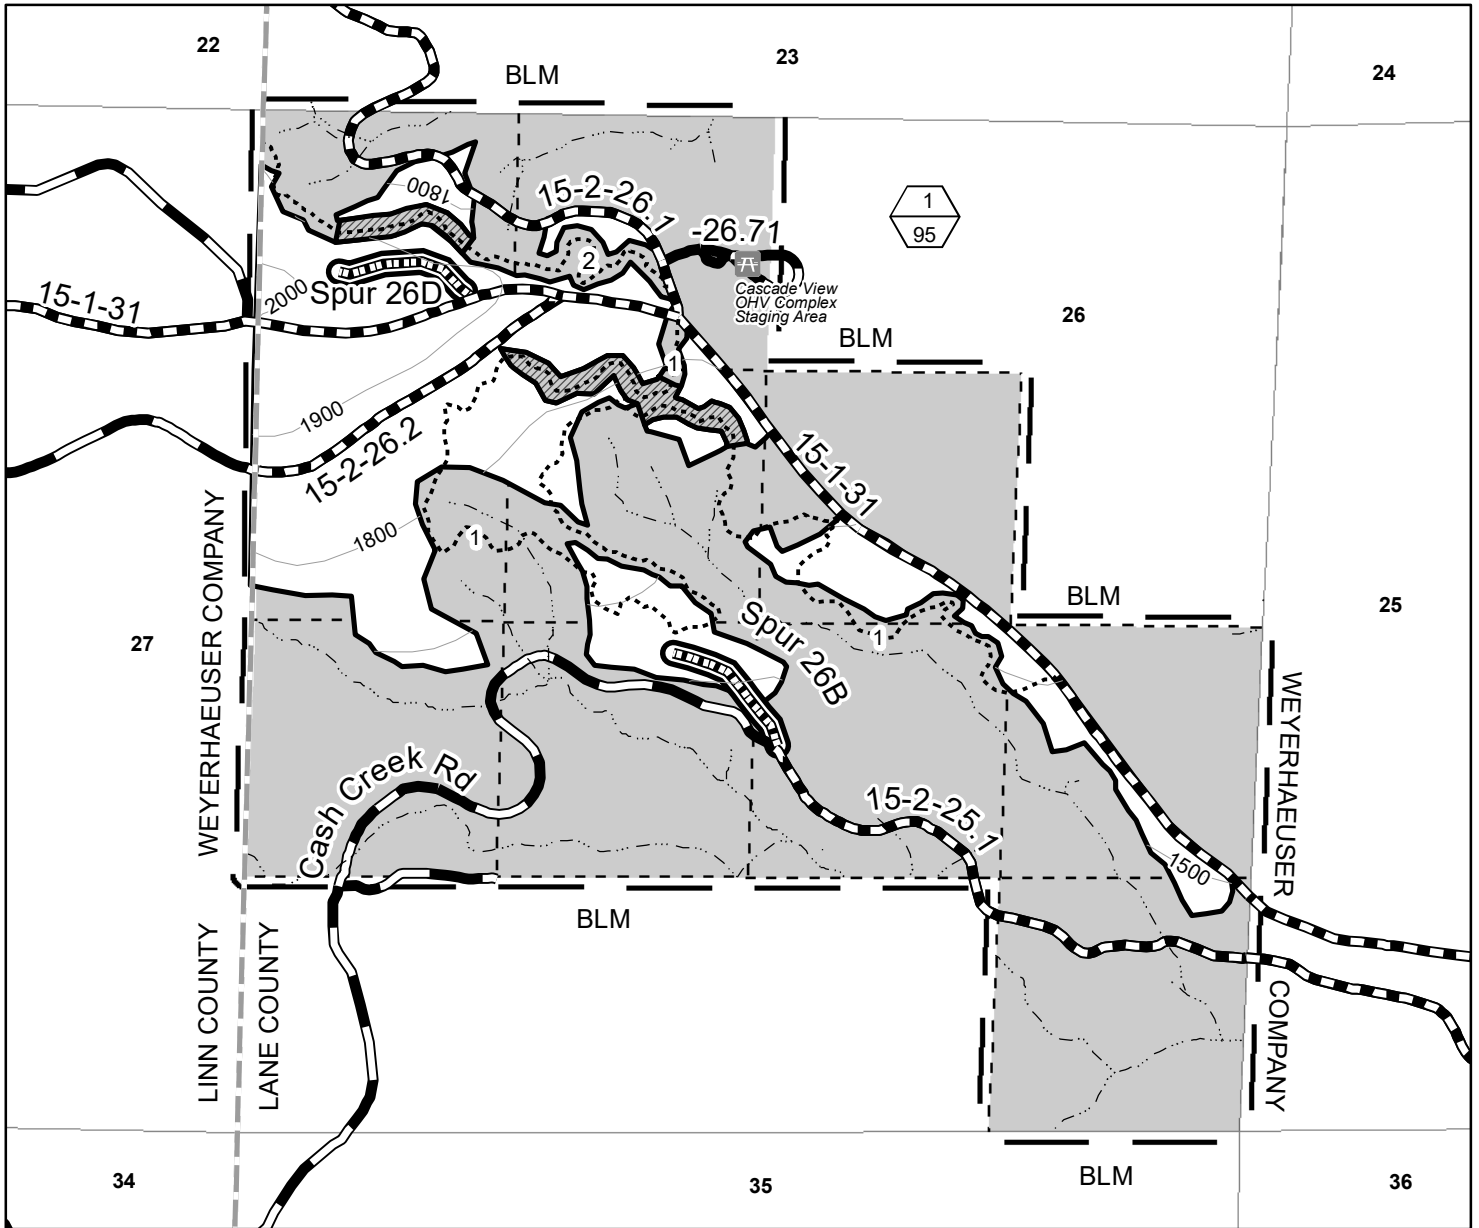 22
23
24
BLM
1800
15-2-26.1
-26.71
1
95
2
Cascade View
OHV Complex
Staging Area
2000
Spur 26D
15-1-31
26
BLM
1
1900
15-2-26.2
15-1-31
1800
1
BLM
25
27
1
Spur 26B
WEYERHAEUSER COMPANY
WEYERHAEUSER
COMPANY
Cash Creek Rd
15-2-25.1
1500
BLM
LINN COUNTY
LANE COUNTY
34
35
BLM
36